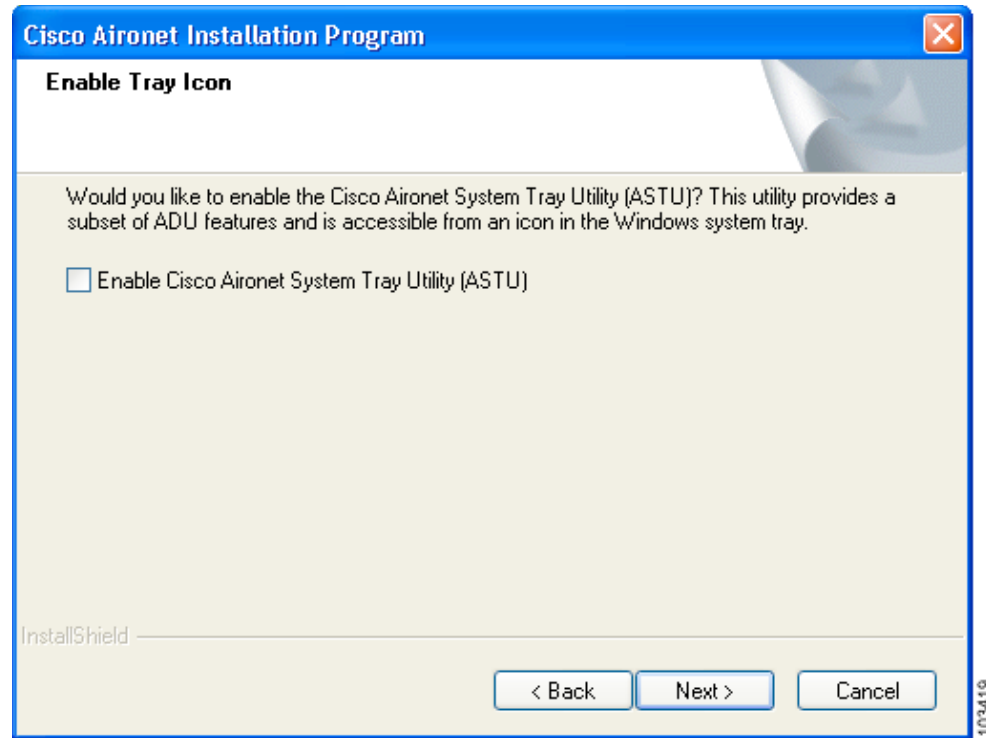 Cisco Aironet Installation Program
Enable Tray Icon
Would you like to enable the Cisco Aironet System Tray Utility (ASTU)? This utility provides a
subset of ADU features and is accessible from an icon in the Windows system tray.
Enable Cisco Aironet System Tray Utility (ASTU)
InstallShield
< Back
Next >
Cancel
103419